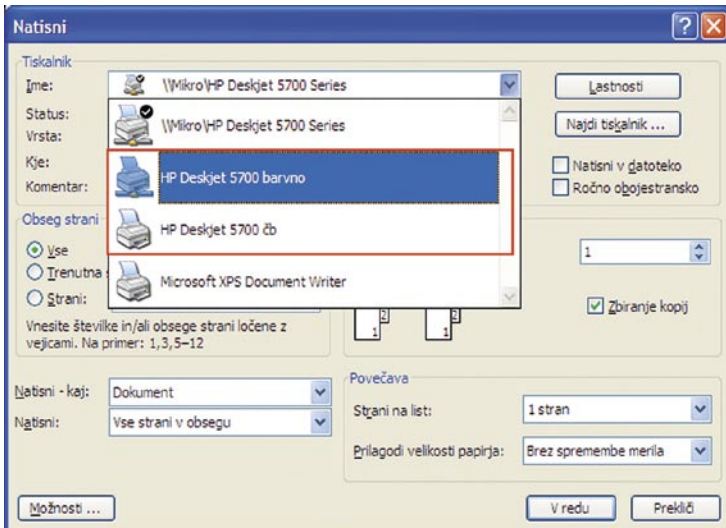 Natisni
Tiskalnik
Ime: \\Mikro\HP Deskjet 5700 Series
Lastnosti
Status:
\\Mikro\HP Deskjet 5700 Series
Najdi tiskalnik ...
Vrsta:
Kje:
HP Deskjet 5700 barvno
Natisni v datoteko
Komentar:
Ročno obojestransko
Obseg strani
HP Deskjet 5700 čb
Vse
1
Trenutna
Microsoft XPS Document Writer
Strani:
Zbiranje kopij
2 2
1 1
Vnesite številke in/ali obsege strani ločene z
vejicami. Na primer: 1,3,5–12
Natisni - kaj: Dokument
Natisni: Vse strani v obsegu
Povečava
Strani na list: 1 stran
Prilagodi velikosti papirja: Brez spremembe merila
Možnosti ...
V redu
Prekliči